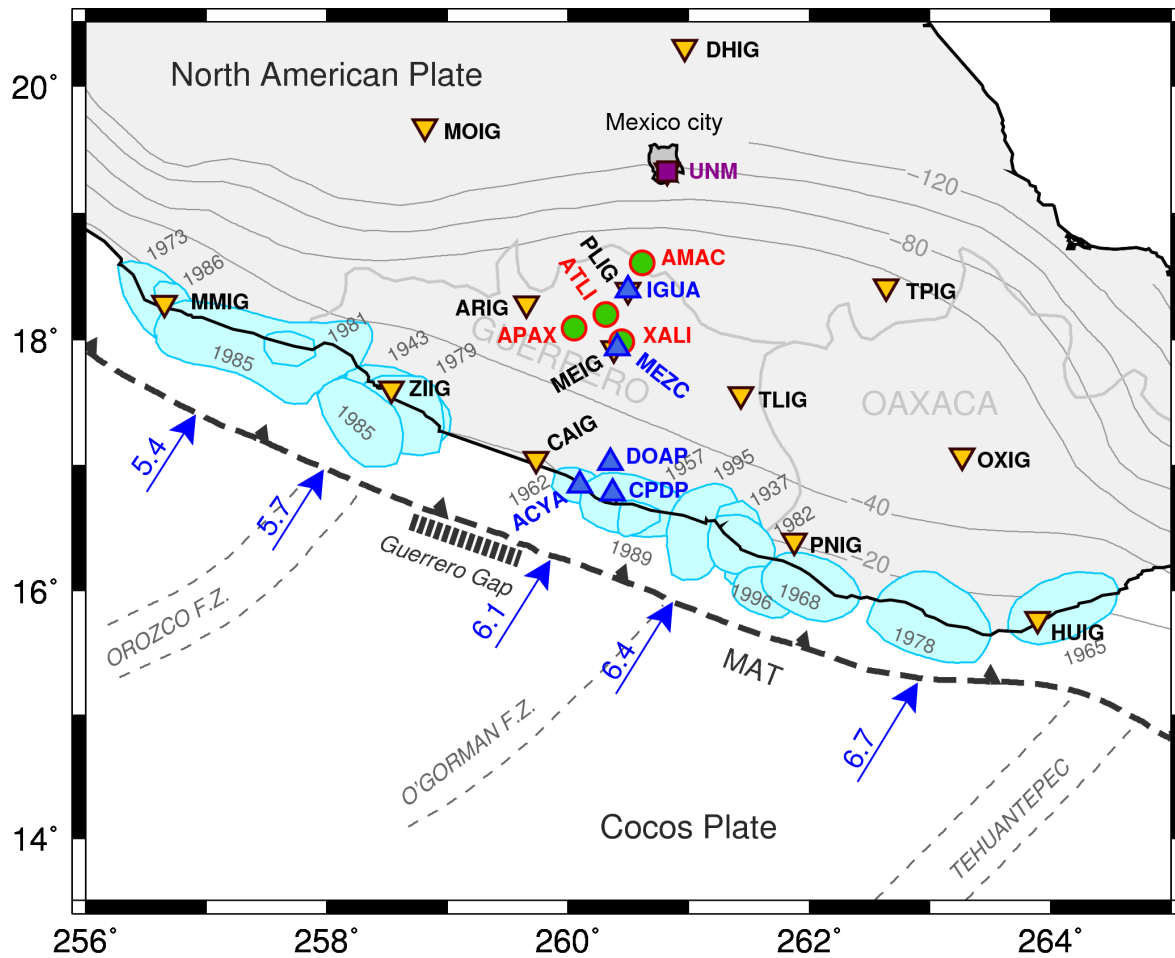 DHIG
North American Plate
20°
MOIG
Mexico city
UNM
-120
1973
PLIG
-80
AMAC
1986
ATLI
IGUA
TPIG
MMIG
ARIG
1981
APAX
XALI
GUERRERO
18°
1943
1985
1979
MEIG
MEZC
ZIIG
TLIG
OAXACA
1985
CAIG
DOAP
1957
1995
OXIG
5.4
1962
CPDP
1937
-40
ACYA
1982
5.7
PNIG
Guerrero Gap
1989
-20
16°
6.1
1996
1968
OROZCO F.Z.
6.4
1978
HUIG
1965
MAT
6.7
O'GORMAN F.Z.
14°
Cocos Plate
TEHUANTEPEC
256°
258°
260°
262°
264°